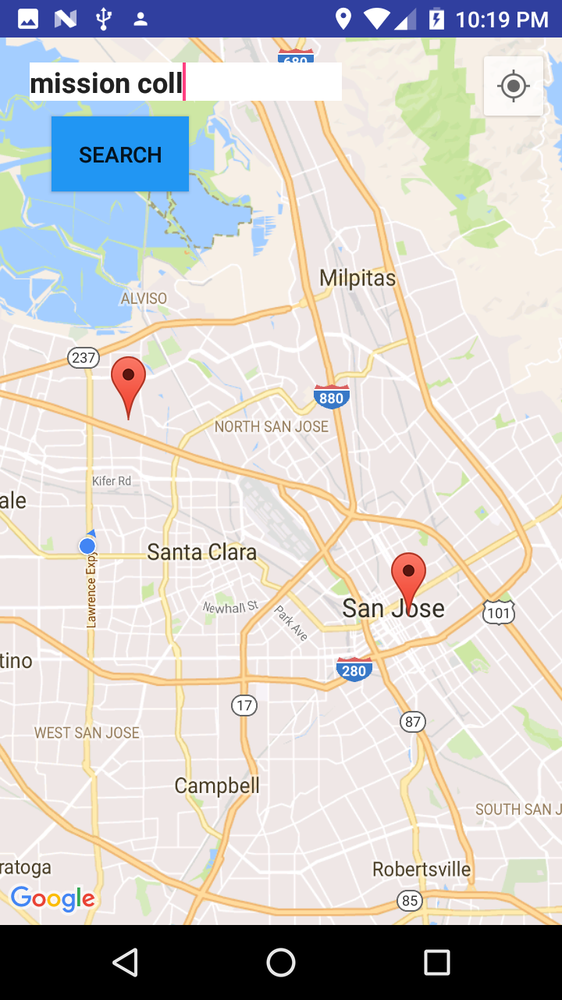 10:19 PM
680
mission coll
SEARCH
Milpitas
ALVISO
237
880
NORTH SAN JOSE
Kifer Rd
ale
Santa Clara
Lawrence Expy
Newhall St
Park Ave
San Jose
101
tino
280
17
87
WEST SAN JOSE
Campbell
SOUTH SAN J
ratoga
Robertsville
Google
85